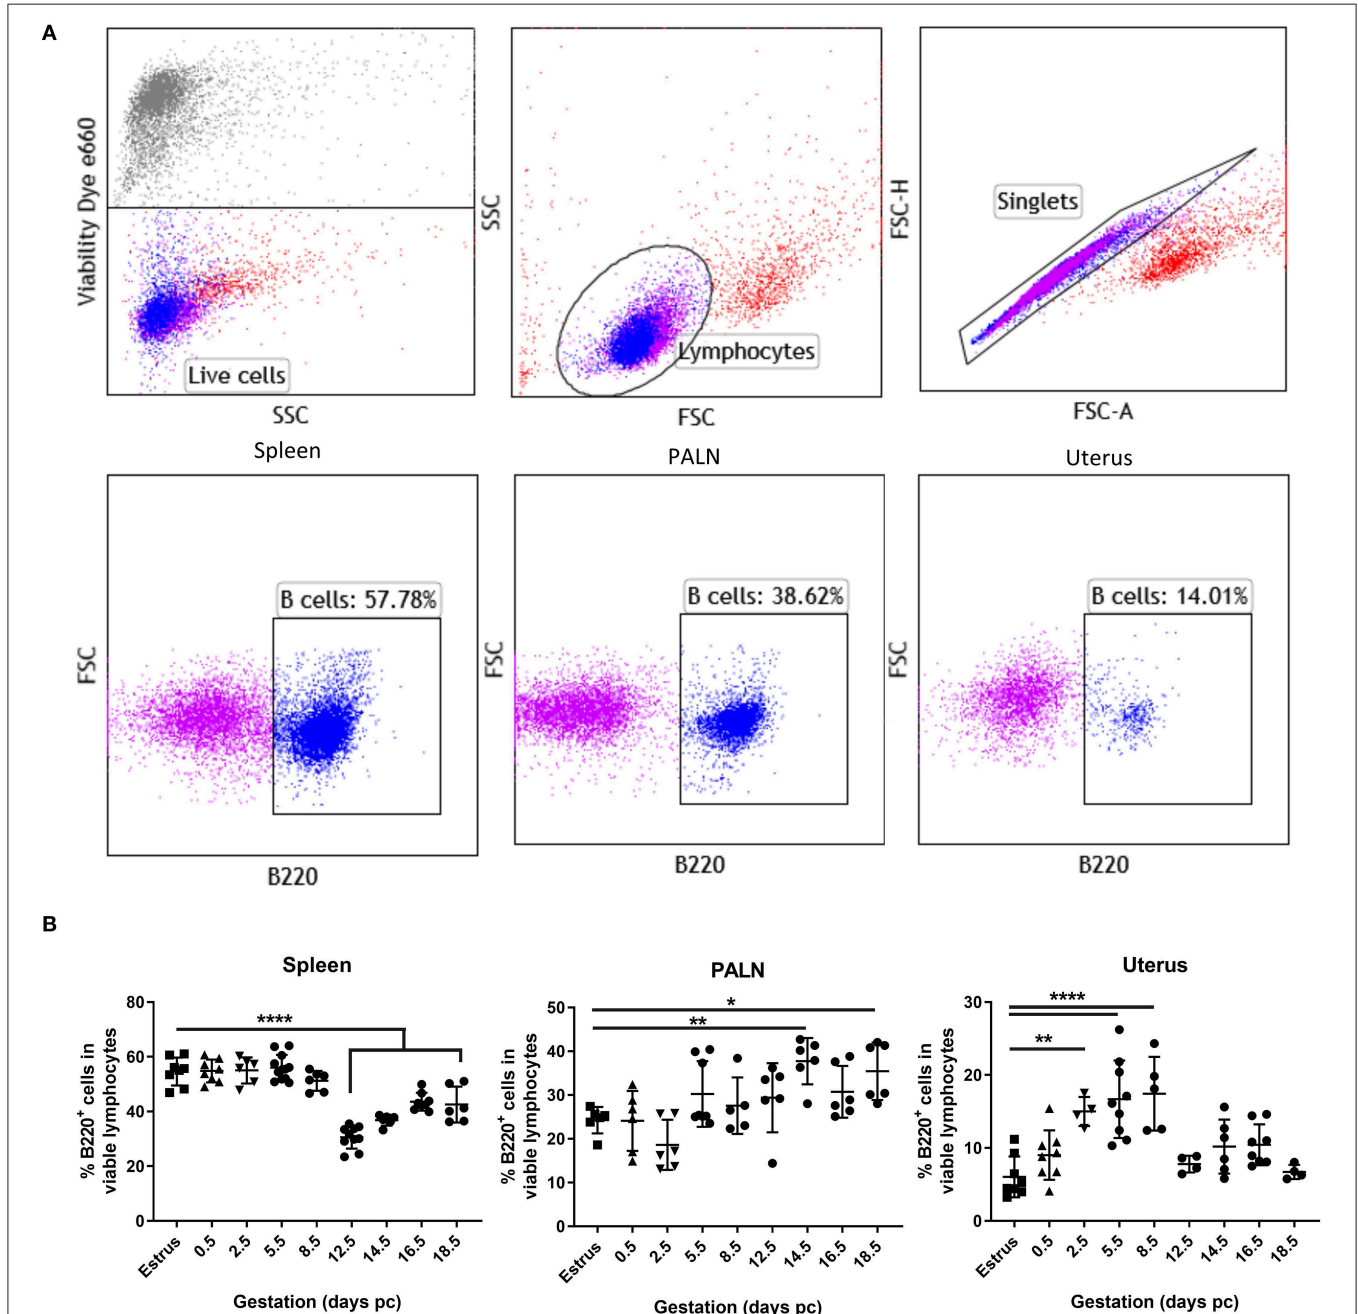 A
Viability Dye e660
Live cells
SSC
SSC
Lymphocytes
FSC
FSC-H
Singlets
FSC-A
Spleen
PALN
Uterus
FSC
B cells: 57.78%
B220
FSC
B cells: 38.62%
B220
FSC
B cells: 14.01%
B220
B
Spleen
% B220+ cells in
viable lymphocytes
80
60
40
20
0
****
Estrus 0.5 2.5 5.5 8.5 12.5 14.5 16.5 18.5
Gestation (days pc)
PALN
% B220+ cells in
viable lymphocytes
50
40
30
20
10
0
*
**
Estrus 0.5 2.5 5.5 8.5 12.5 14.5 16.5 18.5
Gestation (days pc)
Uterus
% B220+ cells in
viable lymphocytes
30
20
10
0
****
**
Estrus 0.5 2.5 5.5 8.5 12.5 14.5 16.5 18.5
Gestation (days pc)